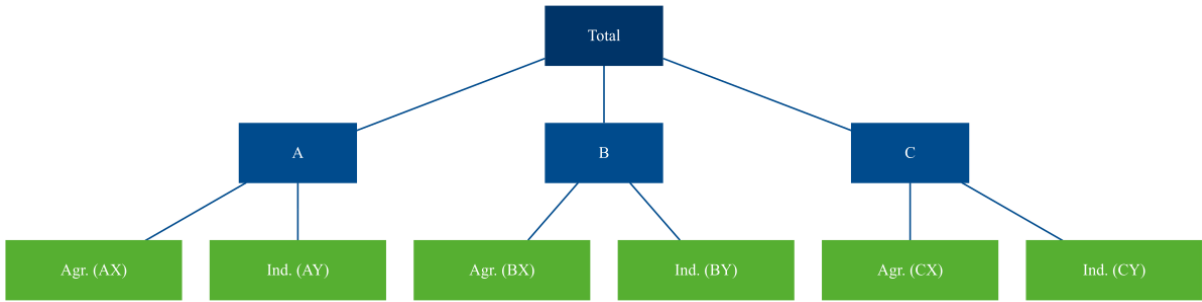 Total
A
B
C
Agr. (AX)
Ind. (AY)
Agr. (BX)
Ind. (BY)
Agr. (CX)
Ind. (CY)